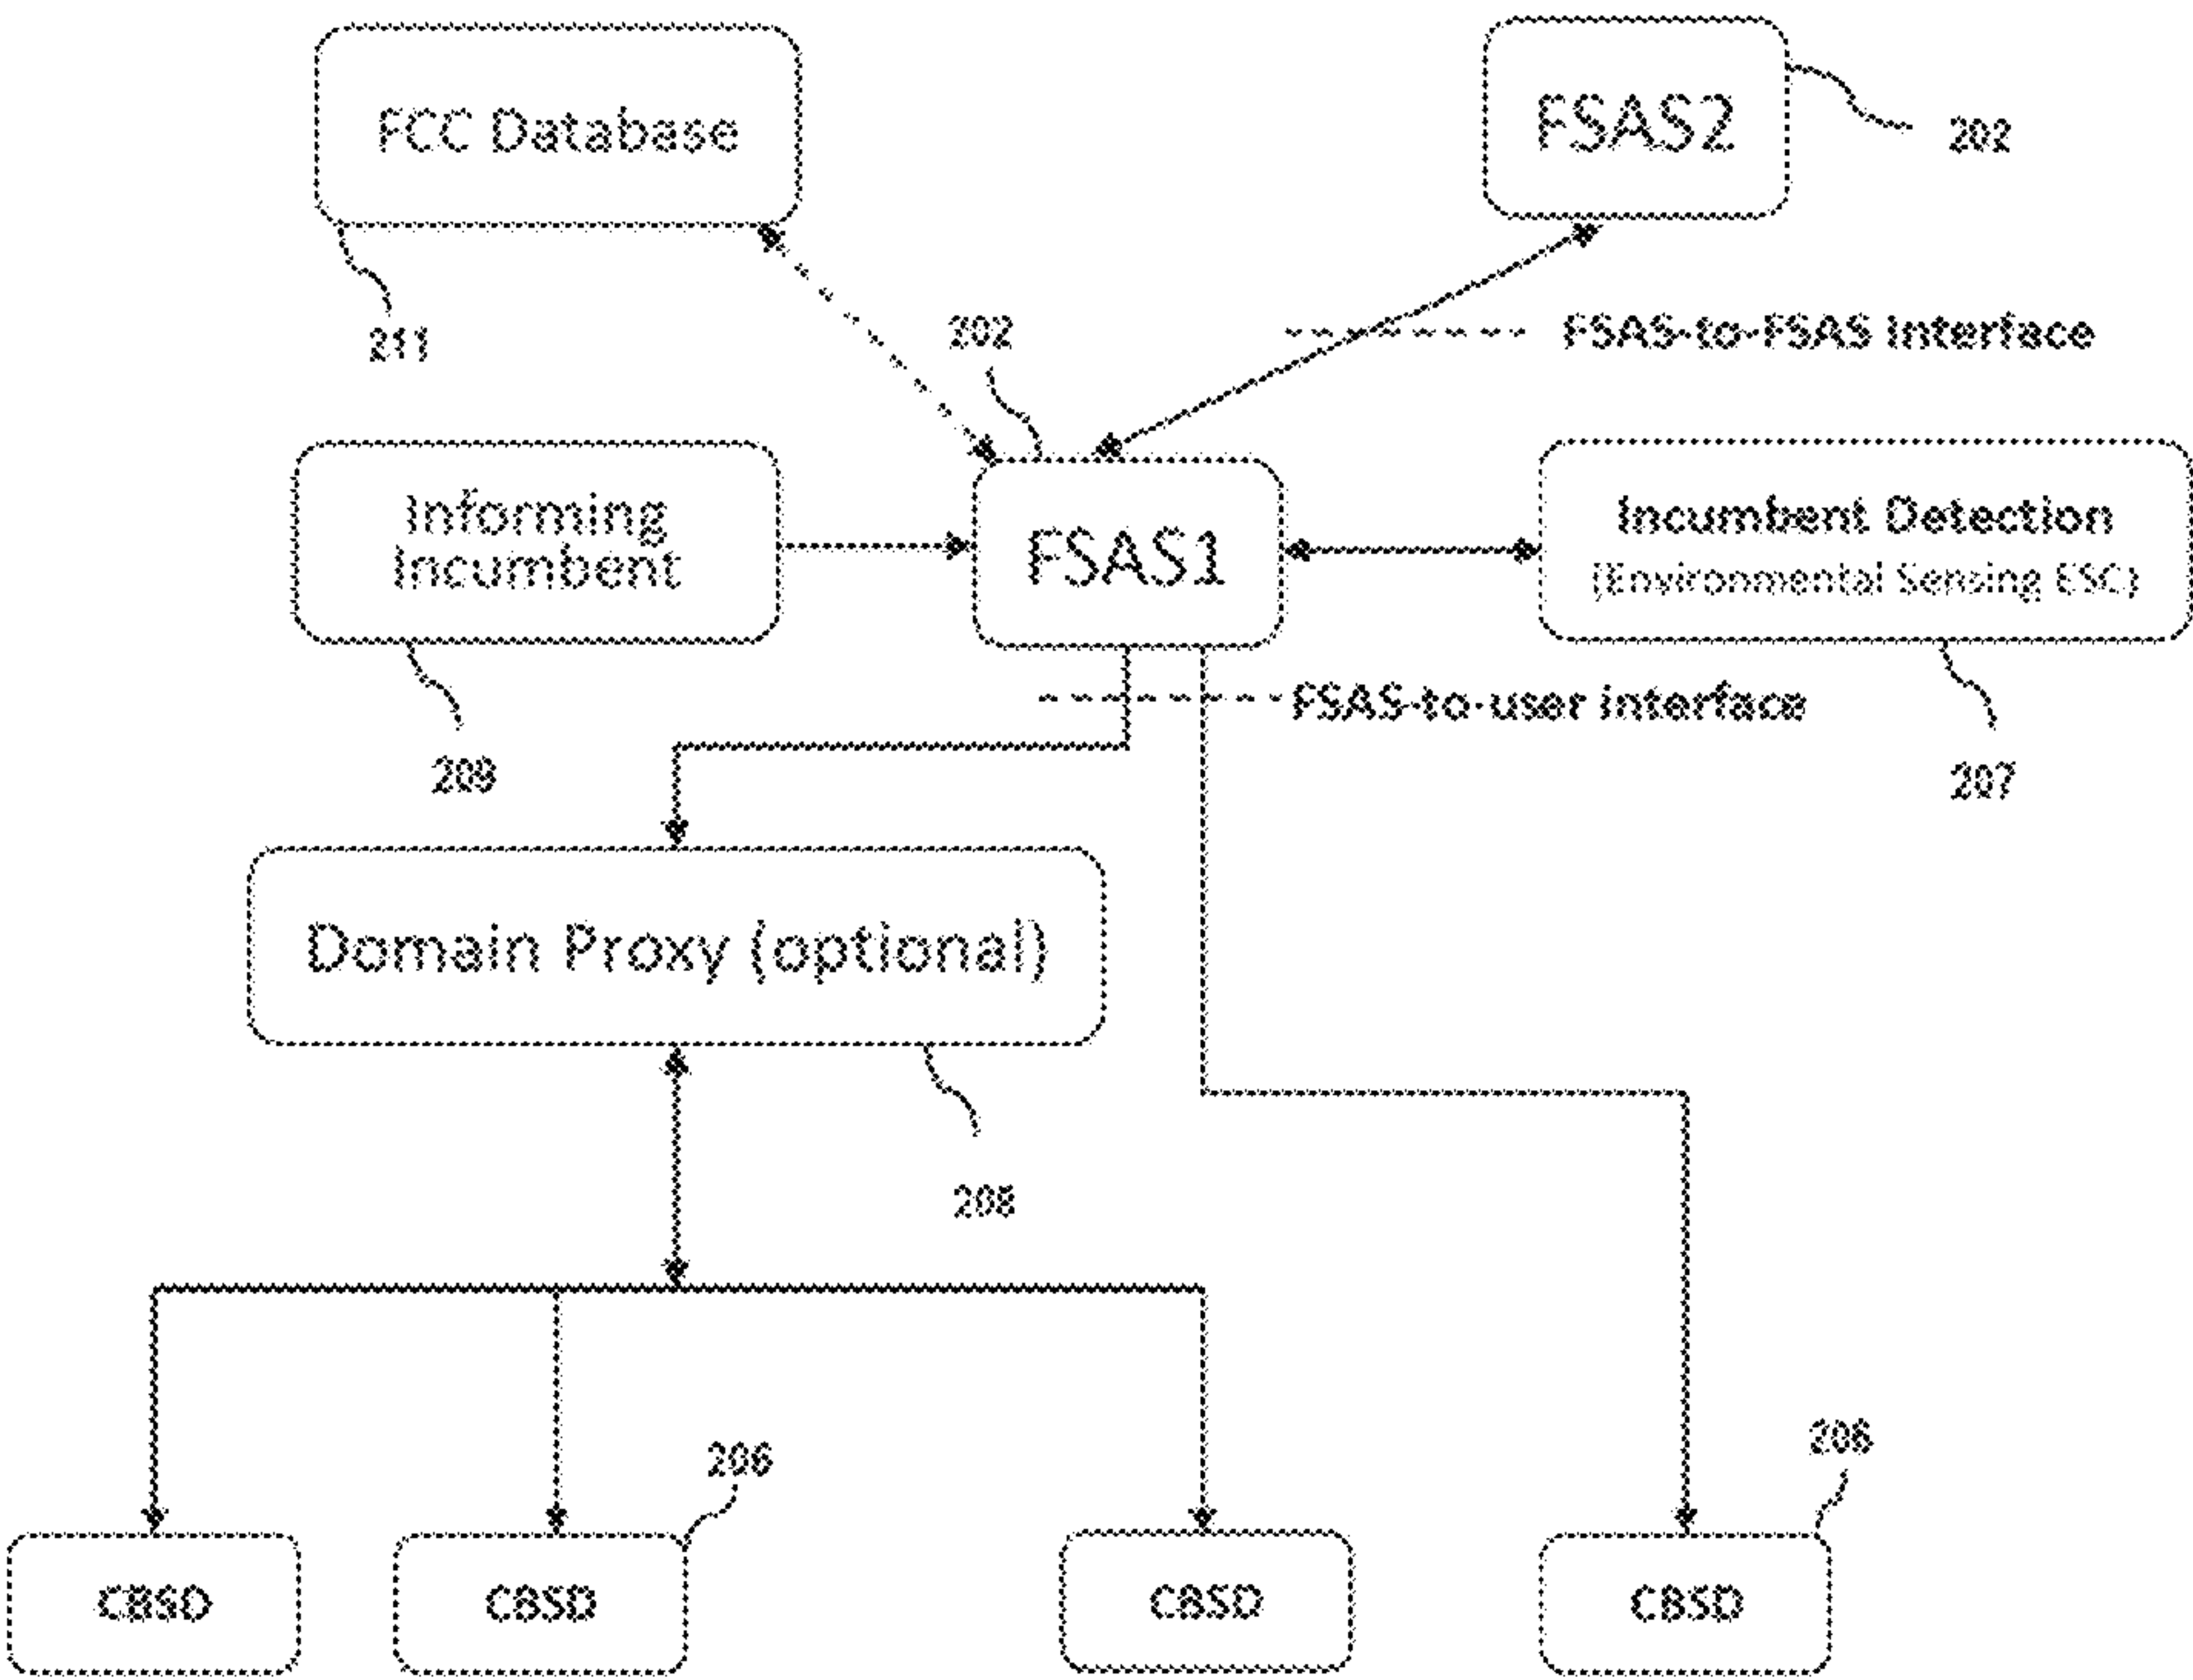 FCC Database
FSAS2
202
211
202
FSAS-to-FSAS Interface
Informing
Incumbent
FSAS1
Incumbent Detection
(Environmental Sensing ESC)
FSAS-to-user interface
209
207
Domain Proxy (optional)
208
206
206
CBSD
CBSD
CBSD
CBSD